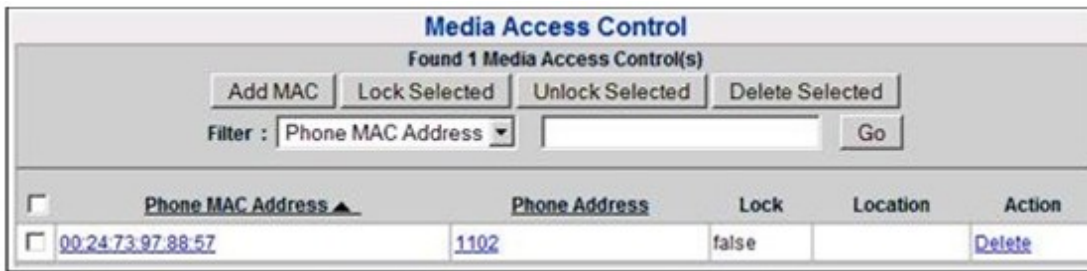 Media Access Control
Found 1 Media Access Control(s)
Add MAC Lock Selected Unlock Selected Delete Selected
Filter : Phone MAC Address Go
Phone MAC Address Phone Address Lock Location Action
00:24:73:97:88:57 1102 false Delete